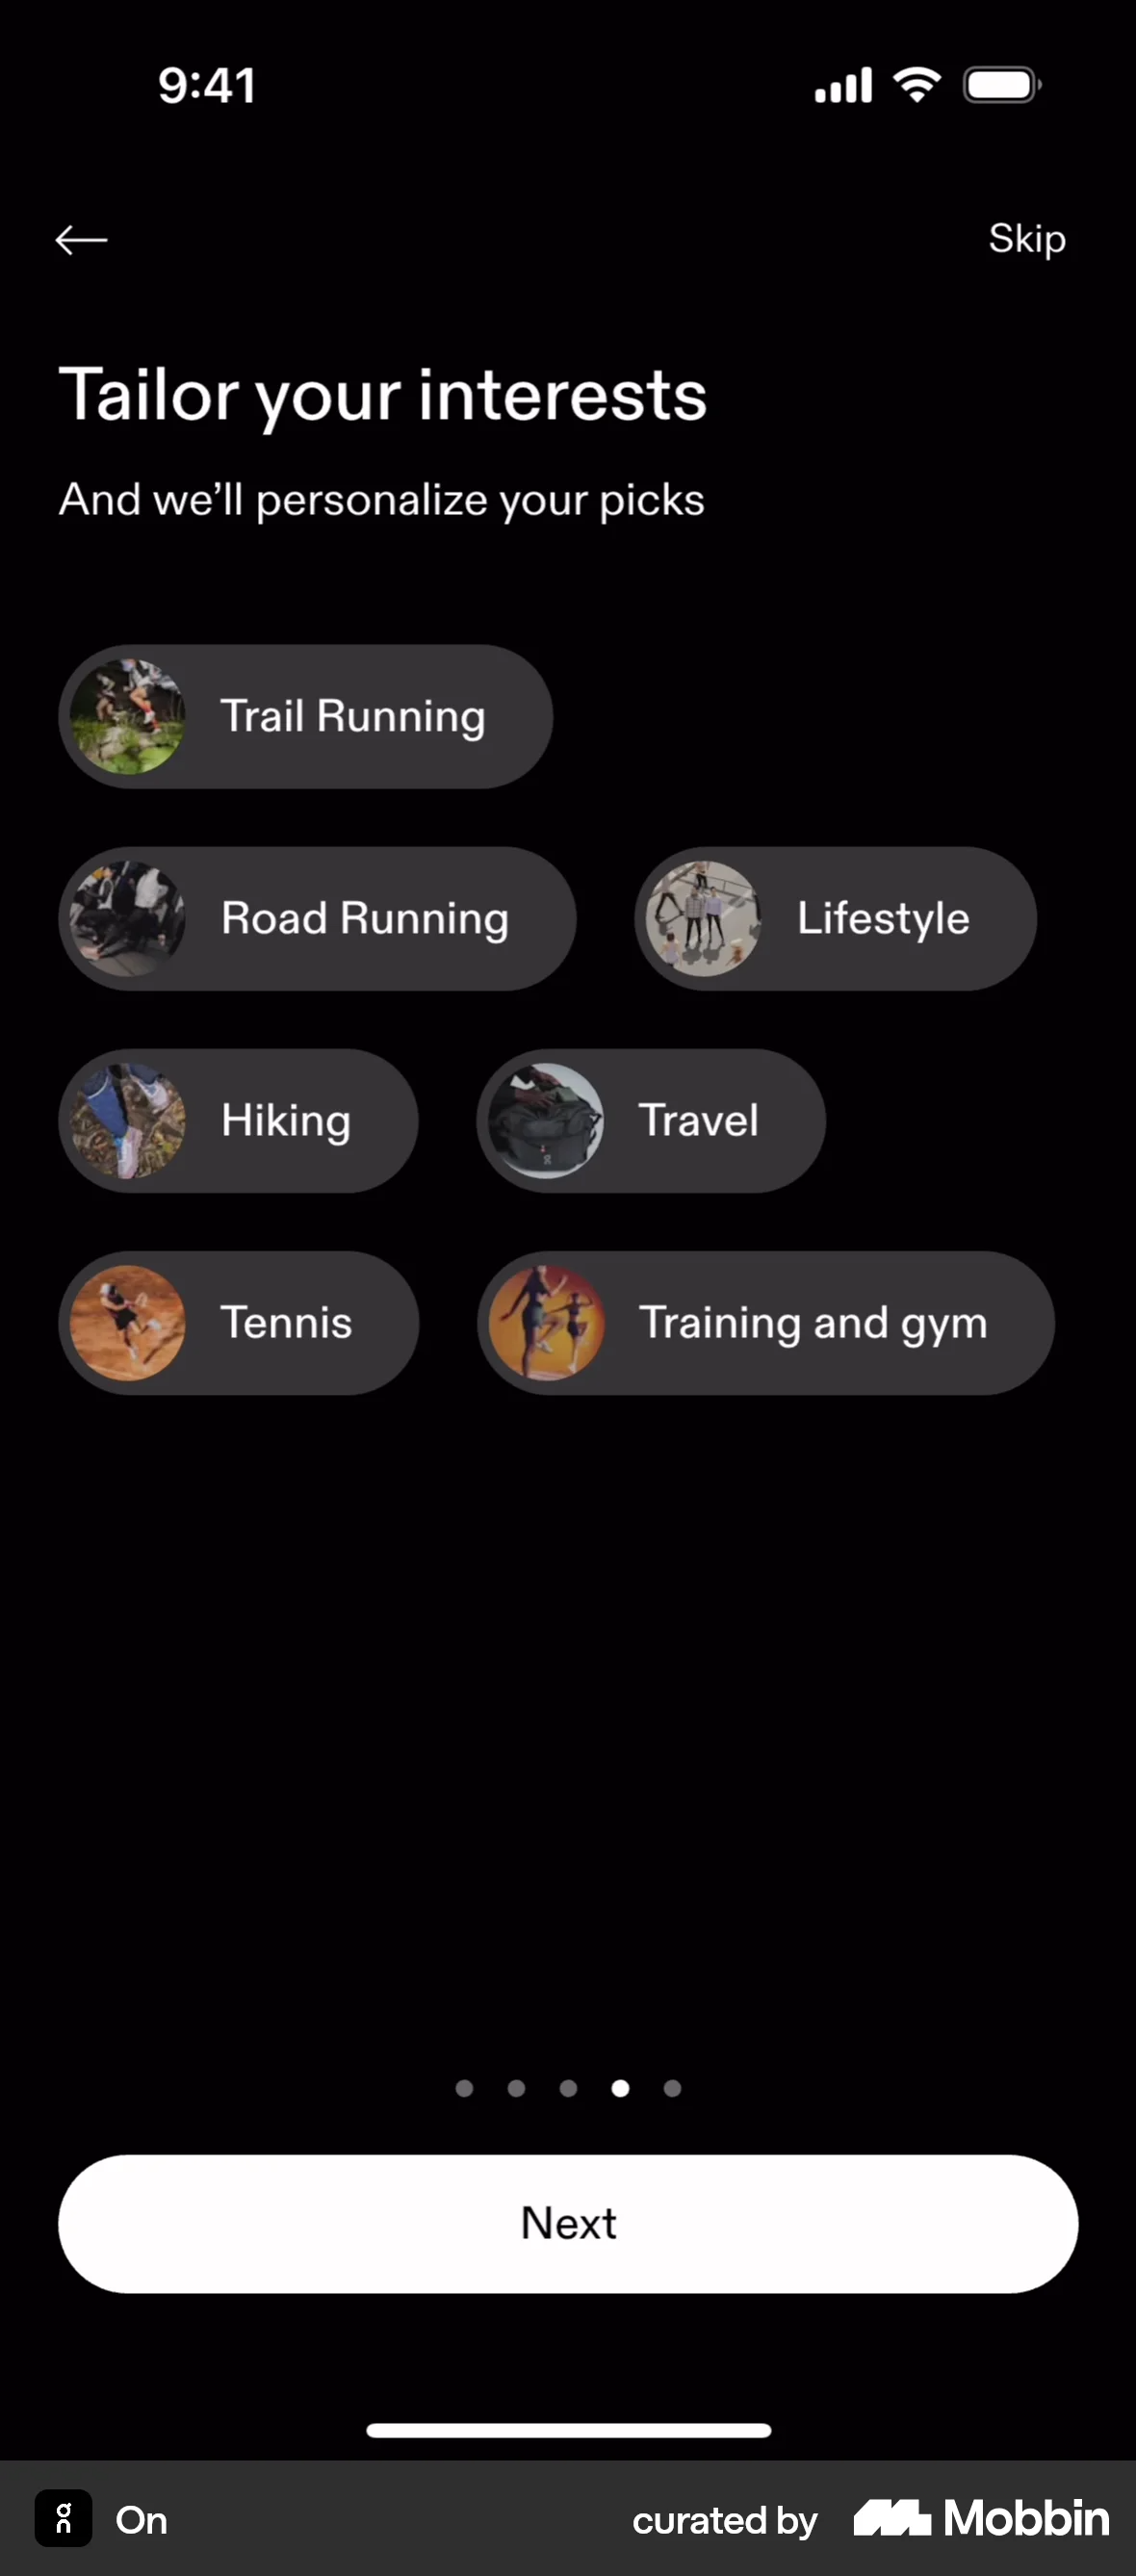 9:41
Skip
Tailor your interests
And we’ll personalize your picks
Trail Running
Road Running
Lifestyle
Hiking
Travel
Tennis
Training and gym
Next
On
curated by Mobbin